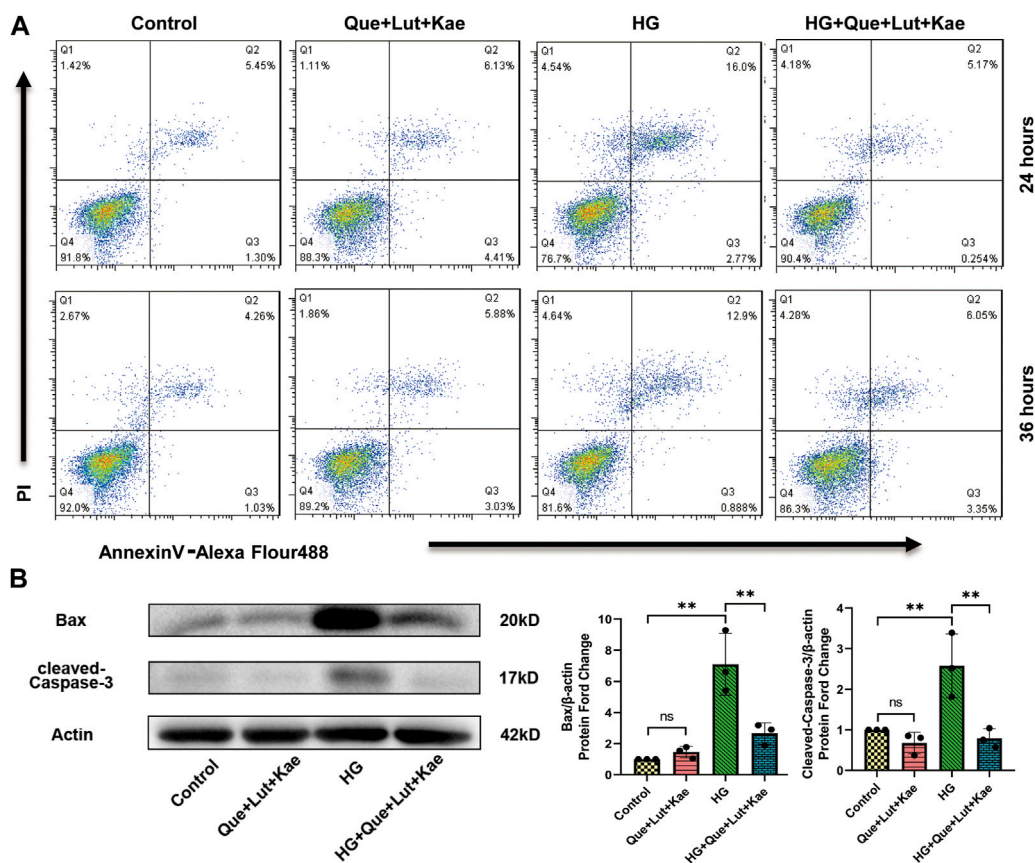 A
Control
Que+Lut+Kae
HG
HG+Que+Lut+Kae
Q1
1.42%
Q2
5.45%
Q4
91.8%
Q3
1.30%
Q1
1.11%
Q2
6.13%
Q4
88.3%
Q3
4.41%
Q1
4.54%
Q2
16.0%
Q4
76.7%
Q3
2.77%
Q1
4.18%
Q2
5.17%
Q4
90.4%
Q3
0.254%
24 hours
Q1
2.67%
Q2
4.26%
Q4
92.0%
Q3
1.03%
Q1
1.86%
Q2
5.88%
Q4
89.2%
Q3
3.03%
Q1
4.64%
Q2
12.9%
Q4
81.6%
Q3
0.888%
Q1
4.28%
Q2
6.05%
Q4
86.3%
Q3
3.35%
36 hours
PI
AnnexinV-Alexa Flour488
B
Bax
20kD
cleaved-
Caspase-3
17kD
Actin
42kD
Control
Que+Lut+Kae
HG
HG+Que+Lut+Kae
Bax/β-actin
Protein Ford Change
10
8
6
4
2
0
ns
**
**
Control
Que+Lut+Kae
HG
HG+Que+Lut+Kae
Cleaved-Caspase-3/β-actin
Protein Ford Change
4
3
2
1
0
ns
**
**
Control
Que+Lut+Kae
HG
HG+Que+Lut+Kae